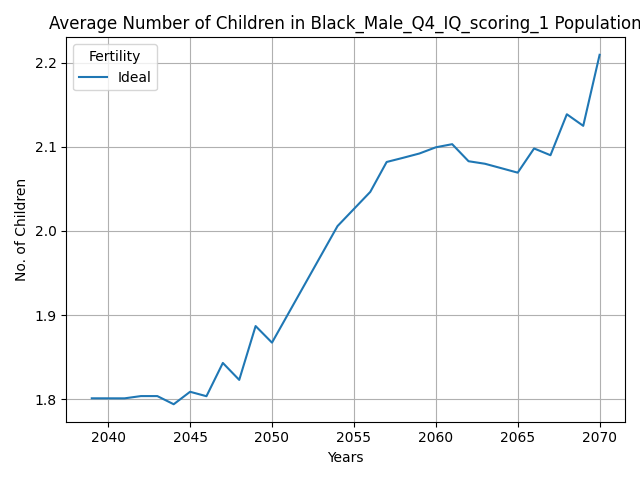 Average Number of Children in Black_Male_Q4_IQ_scoring_1 Population
Fertility
Ideal
No. of Children
2.2
2.1
2.0
1.9
1.8
2040 2045 2050 2055 2060 2065 2070
Years